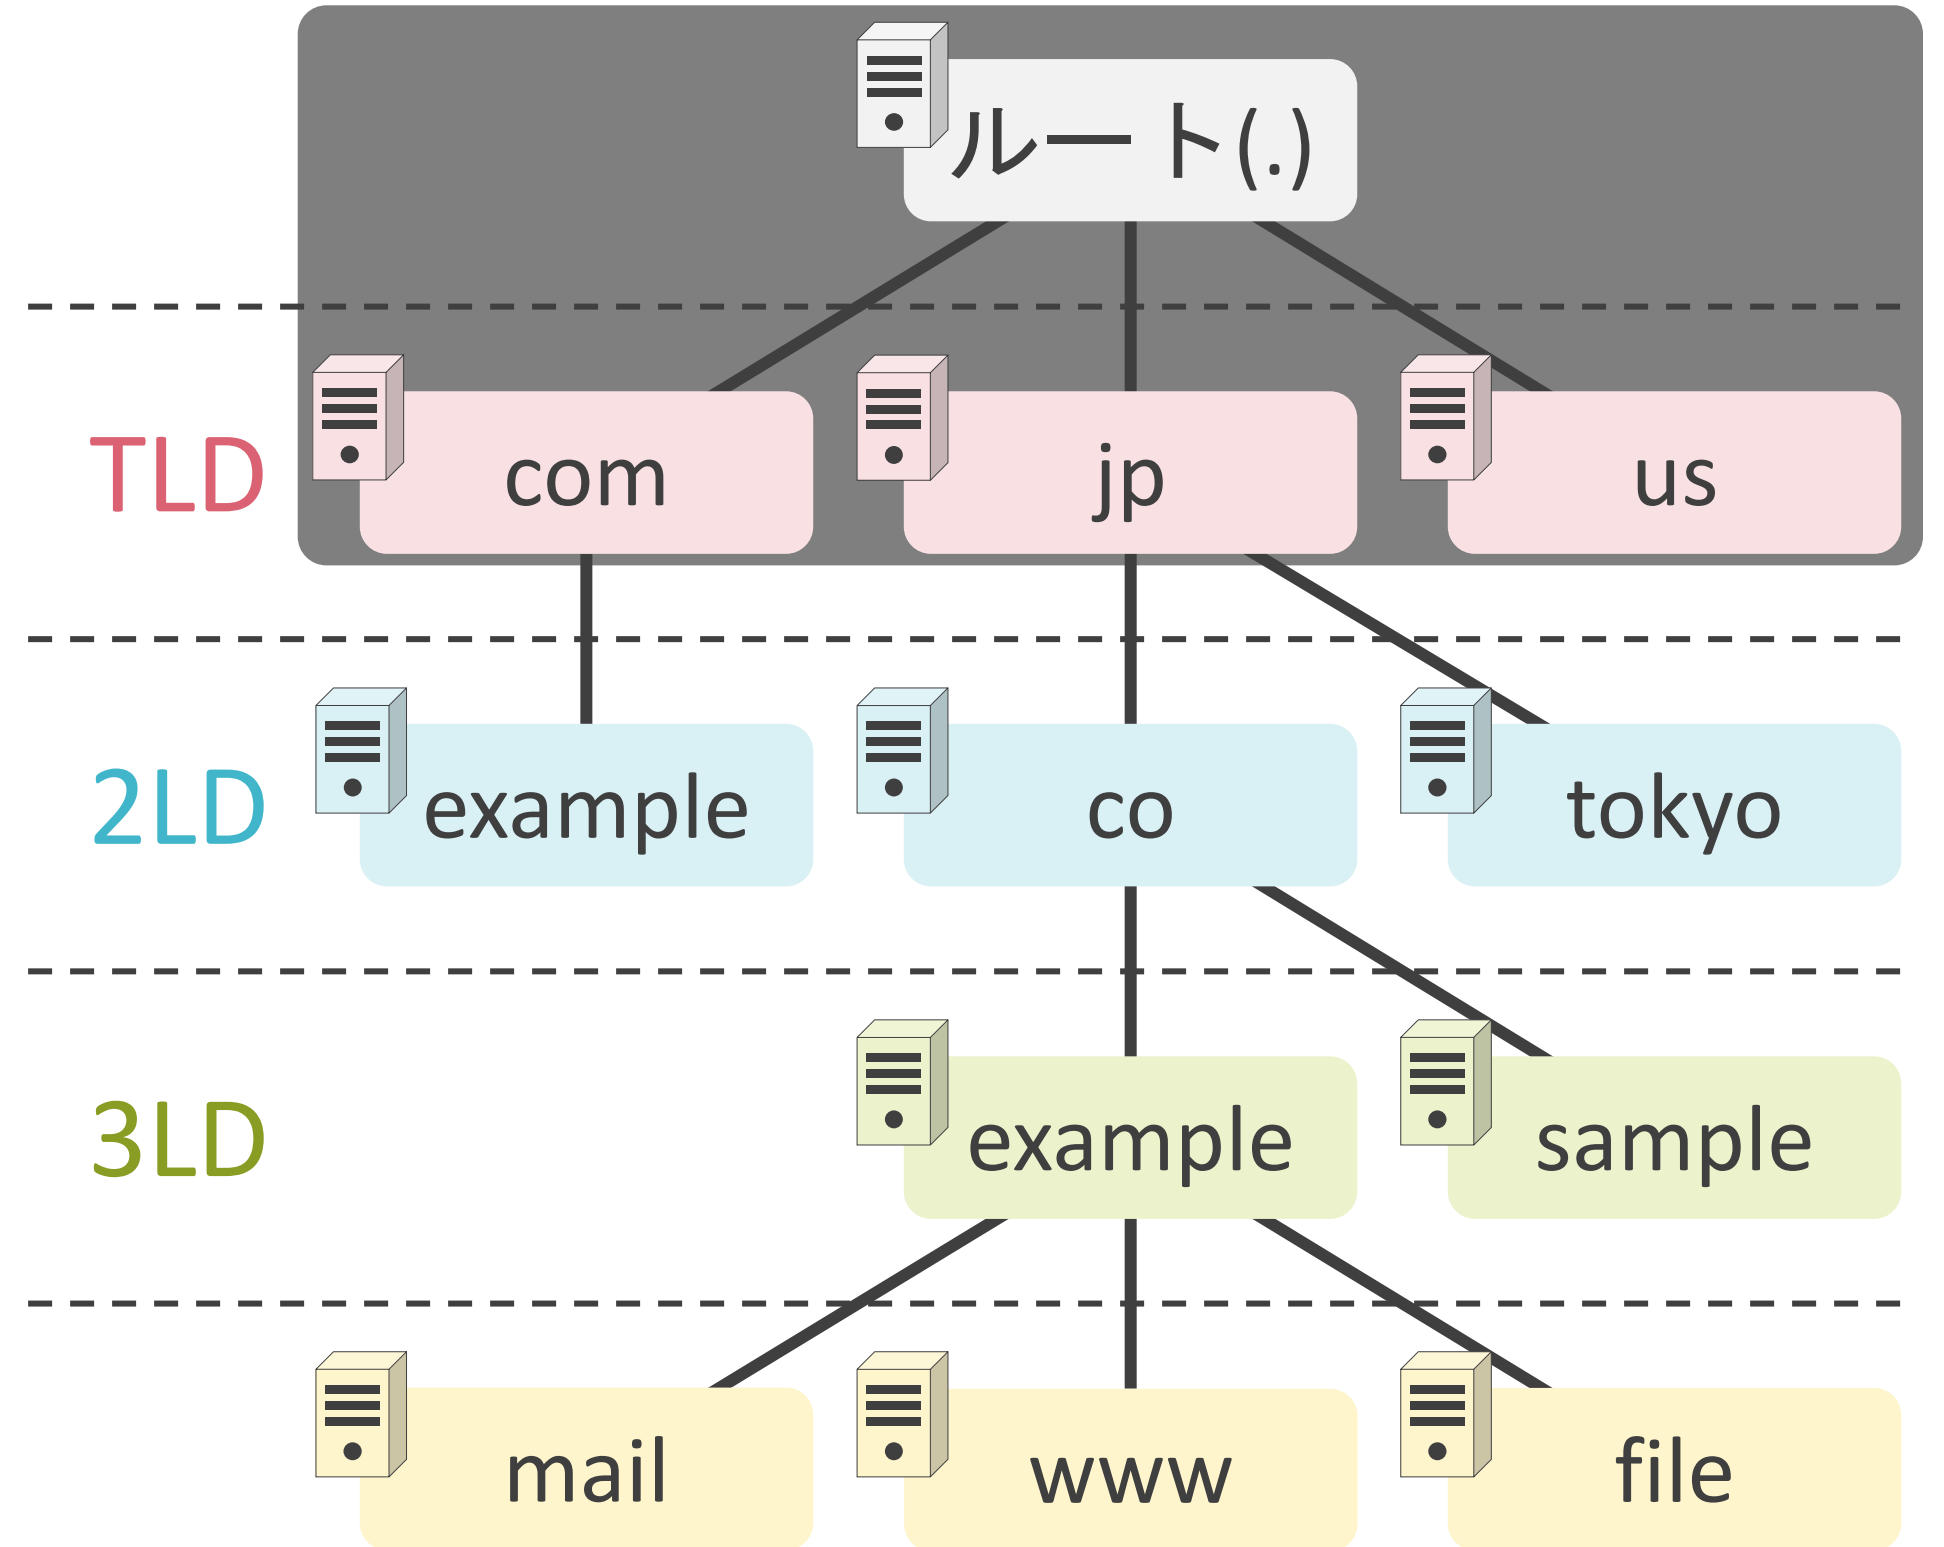 ルート(.)
TLD
com
jp
us
2LD
example
co
tokyo
3LD
example
sample
mail
www
file